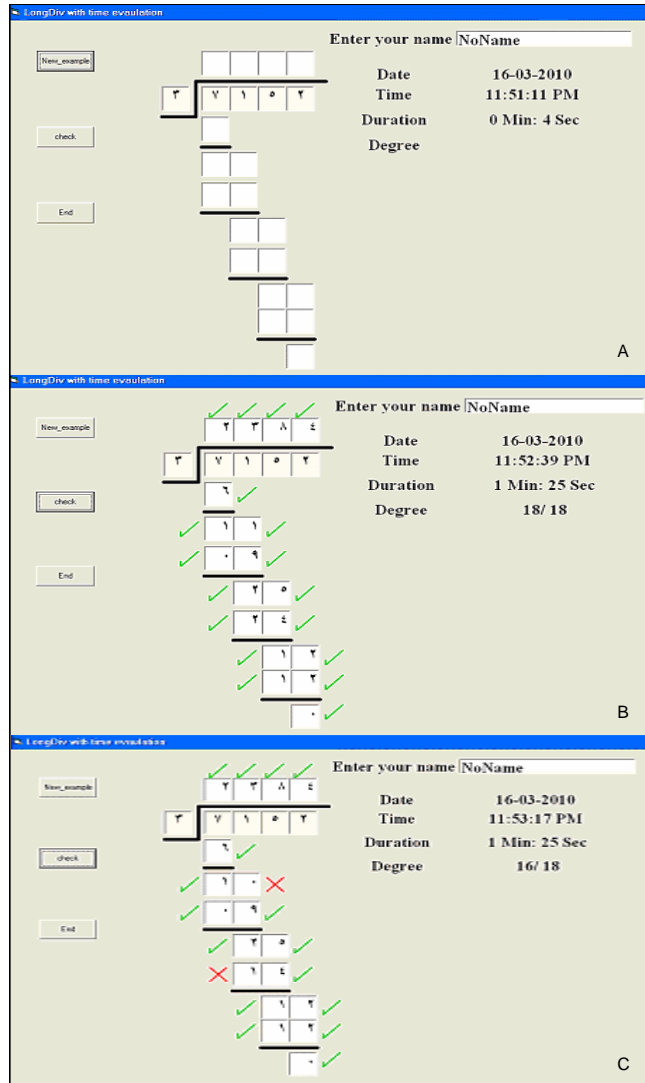 LongDiv with time evaulation
Enter your name NoName
New_example
Date 16-03-2010
٣ ٧ ١ ٥ ٢
Time 11:51:11 PM
Duration 0 Min: 4 Sec
check
Degree
End
A
LongDiv with time evaulation
Enter your name NoName
New_example
٢ ٣ ٨ ٤
Date 16-03-2010
٣ ٧ ١ ٥ ٢
Time 11:52:39 PM
٦
Duration 1 Min: 25 Sec
check
Degree 18/ 18
١ ١
٠ ٩
End
٢ ٥
٢ ٤
١ ٢
١ ٢
٠
B
LongDiv with time evaulation
Enter your name NoName
New_example
٢ ٣ ٨ ٤
Date 16-03-2010
٣ ٧ ١ ٥ ٢
Time 11:53:17 PM
٦
Duration 1 Min: 25 Sec
check
Degree 16/ 18
١ ٠
٠ ٩
End
٢ ٥
١ ٤
١ ٢
١ ٢
٠
C